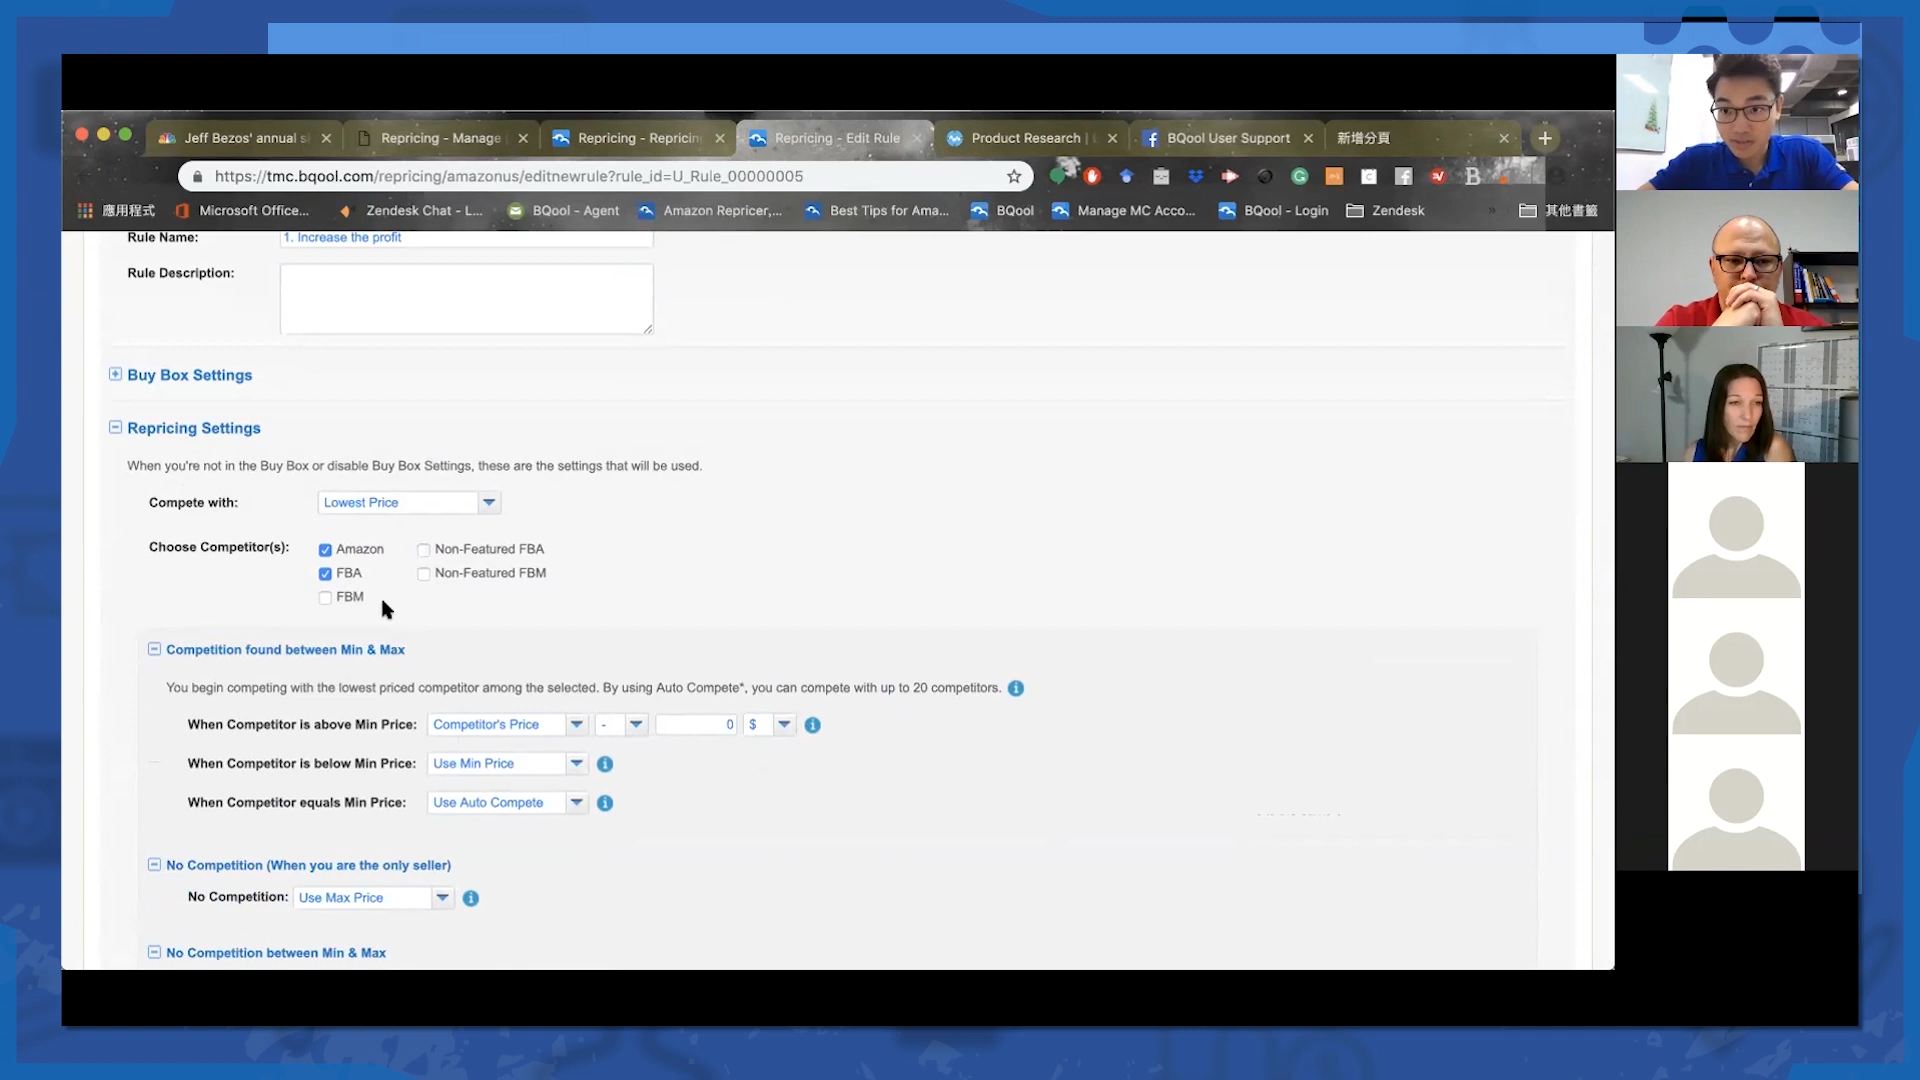 Jeff Bezos' annual s
Repricing - Manage
Repricing - Repricin
Repricing - Edit Rule
Product Research |
BQool User Support
新增分頁
https://tmc.bqool.com/repricing/amazonus/editnewrule?rule_id=U_Rule_00000005
應用程式
Microsoft Office...
Zendesk Chat - L...
BQool - Agent
Amazon Repricer,...
Best Tips for Ama...
BQool
Manage MC Acco...
BQool - Login
Zendesk
»
其他書籤
Rule Name: 1. Increase the profit
Rule Description:
Buy Box Settings
Repricing Settings
When you're not in the Buy Box or disable Buy Box Settings, these are the settings that will be used.
Compete with: Lowest Price
Choose Competitor(s): Amazon Non-Featured FBA
FBA Non-Featured FBM
FBM
Competition found between Min & Max
You begin competing with the lowest priced competitor among the selected. By using Auto Compete*, you can compete with up to 20 competitors.
When Competitor is above Min Price: Competitor's Price - 0 $
When Competitor is below Min Price: Use Min Price
When Competitor equals Min Price: Use Auto Compete
No Competition (When you are the only seller)
No Competition: Use Max Price
No Competition between Min & Max